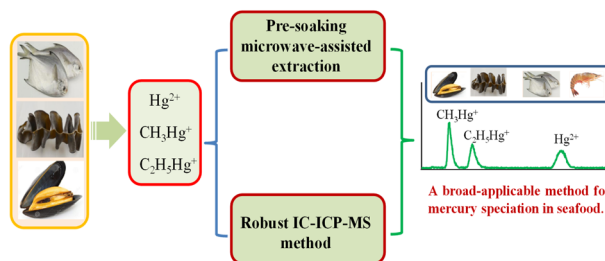 Hg²⁺
CH₃Hg⁺
C₂H₅Hg⁺
Pre-soaking
microwave-assisted
extraction
Robust IC-ICP-MS
method
CH₃Hg⁺
C₂H₅Hg⁺
Hg²⁺
A broad-applicable method fo
mercury speciation in seafood.